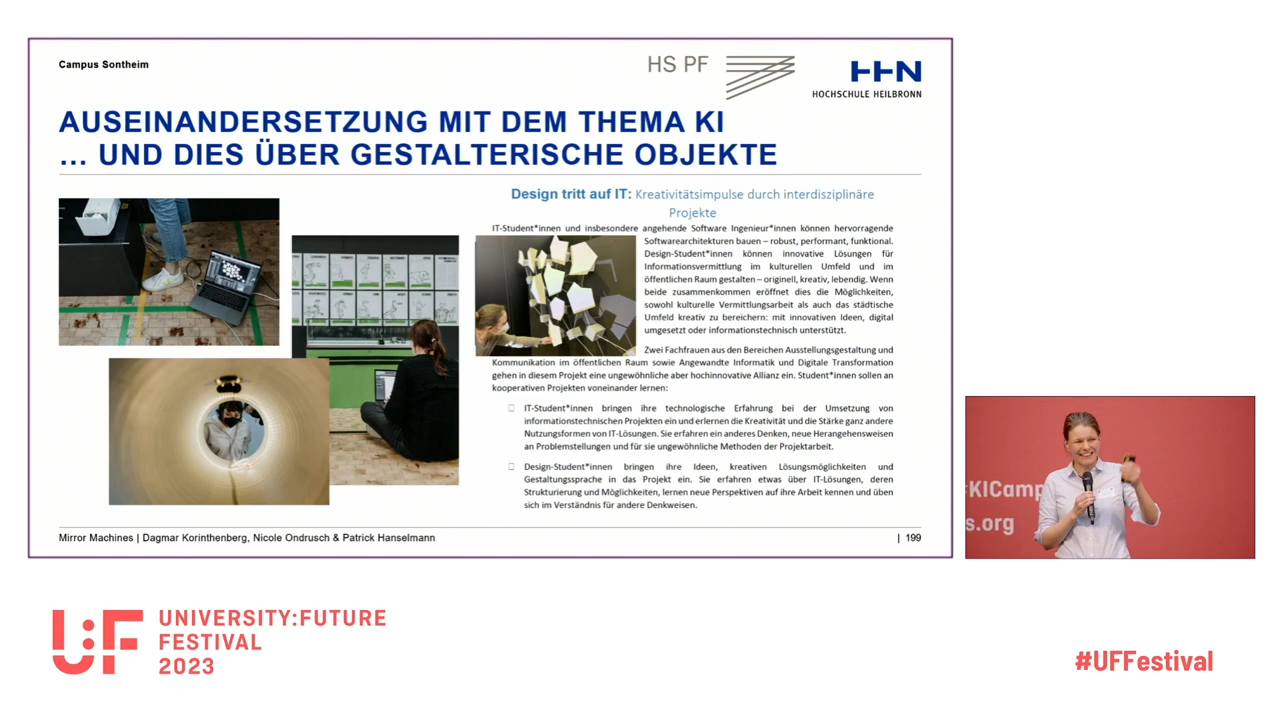 Campus Sontheim
HS PF
HHN
HOCHSCHULE HEILBRONN
AUSEINANDERSETZUNG MIT DEM THEMA KI
... UND DIES ÜBER GESTALTERISCHE OBJEKTE
Design tritt auf IT: Kreativitätsimpulse durch interdisziplinäre
Projekte
IT-Student*innen und insbesondere angehende Software Ingenieur*innen können hervorragende
Softwarearchitekturen bauen – robust, performant, funktional.
Design-Student*innen können innovative Lösungen für
Informationsvermittlung im kulturellen Umfeld und im
öffentlichen Raum gestalten – originell, kreativ, lebendig. Wenn
beide zusammenkommen eröffnet dies die Möglichkeiten,
sowohl kulturelle Vermittlungsarbeit als auch das städtische
Umfeld kreativ zu bereichern: mit innovativen Ideen, digital
umgesetzt oder informationstechnisch unterstützt.
Zwei Fachfrauen aus den Bereichen Ausstellungsgestaltung und
Kommunikation im öffentlichen Raum sowie Angewandte Informatik und Digitale Transformation
gehen in diesem Projekt eine ungewöhnliche aber hochinnovative Allianz ein. Student*innen sollen an
kooperativen Projekten voneinander lernen:
IT-Student*innen bringen ihre technologische Erfahrung bei der Umsetzung von
informationstechnischen Projekten ein und erlernen die Kreativität und die Stärke ganz andere
Nutzungsformen von IT-Lösungen. Sie erfahren ein anderes Denken, neue Herangehensweisen
an Problemstellungen und für sie ungewöhnliche Methoden der Projektarbeit.
Design-Student*innen bringen ihre Ideen, kreativen Lösungsmöglichkeiten und
Gestaltungssprache in das Projekt ein. Sie erfahren etwas über IT-Lösungen, deren
Strukturierung und Möglichkeiten, lernen neue Perspektiven auf ihre Arbeit kennen und üben
sich im Verständnis für andere Denkweisen.
Mirror Machines | Dagmar Korinthenberg, Nicole Ondrusch & Patrick Hanselmann
| 199
#KICamp
s.org
U:F
UNIVERSITY:FUTURE
FESTIVAL
2023
#UFFestival